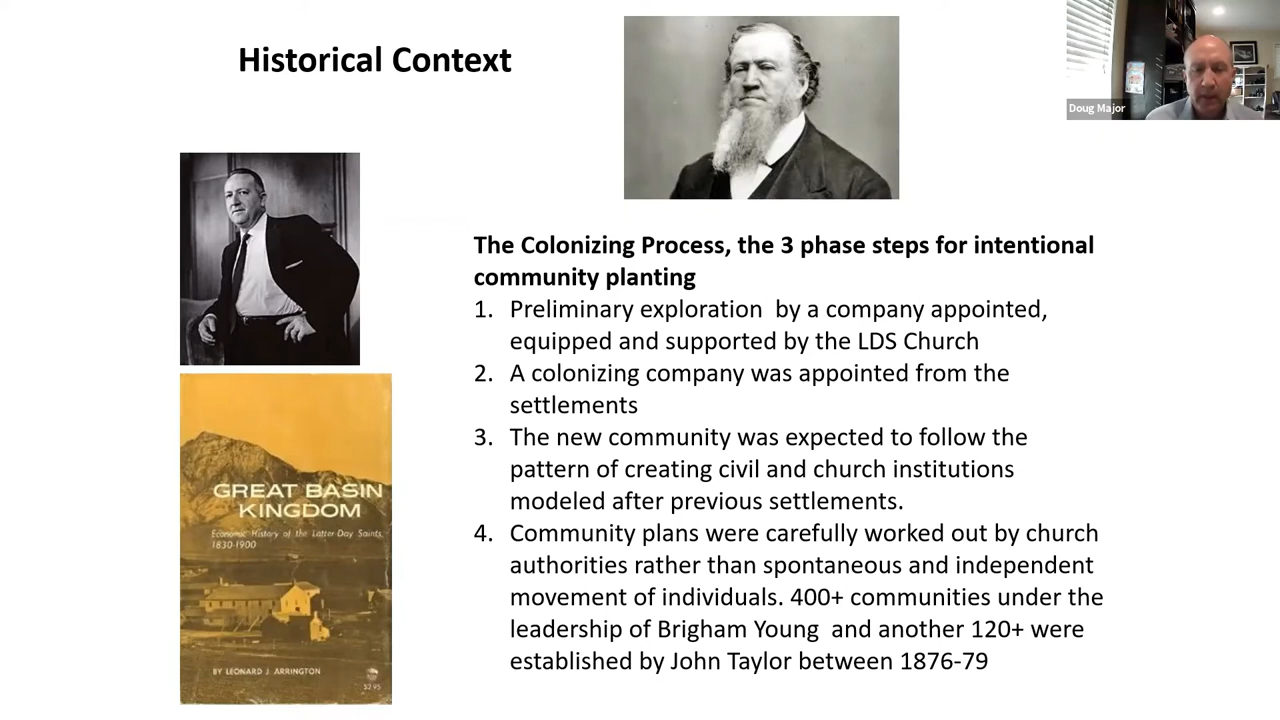 Historical Context
Doug Major
The Colonizing Process, the 3 phase steps for intentional
community planting
1. Preliminary exploration  by a company appointed,
equipped and supported by the LDS Church
2. A colonizing company was appointed from the
settlements
3. The new community was expected to follow the
pattern of creating civil and church institutions
modeled after previous settlements.
4. Community plans were carefully worked out by church
authorities rather than spontaneous and independent
movement of individuals. 400+ communities under the
leadership of Brigham Young  and another 120+ were
established by John Taylor between 1876-79
GREAT BASIN
KINGDOM
Economic History of the Latter-Day Saints,
1830-1900
BY LEONARD J. ARRINGTON
$2.95